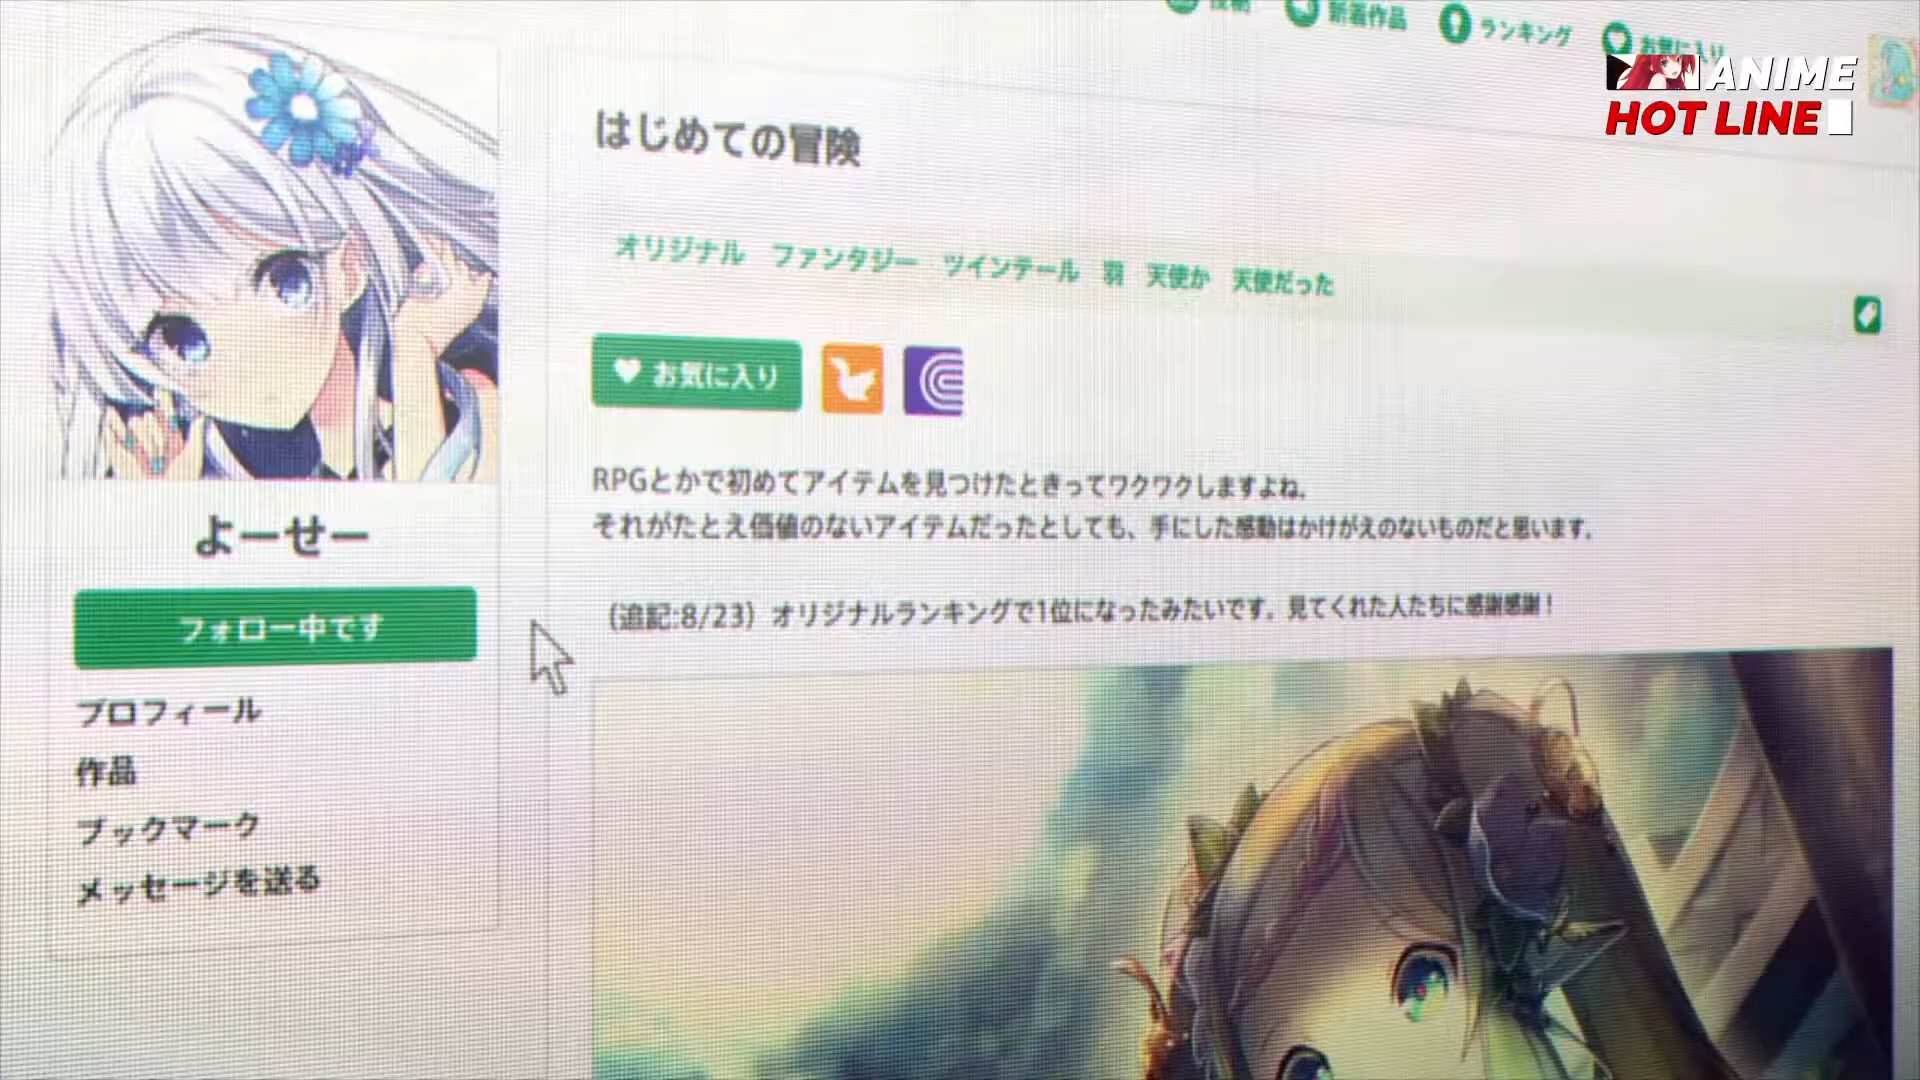 新着作品
ランキング
お気に入り
ANIME
HOT LINE
はじめての冒険
オリジナル ファンタジー ツインテール 羽 天使か 天使だった
お気に入り
RPGとかで初めてアイテムを見つけたときってワクワクしますよね。
それがたとえ価値のないアイテムだったとしても、手にした感動はかけがえのないものだと思います。
(追記:8/23) オリジナルランキングで1位になったみたいです。見てくれた人たちに感謝感謝!
よーせー
フォロー中です
プロフィール
作品
ブックマーク
メッセージを送る